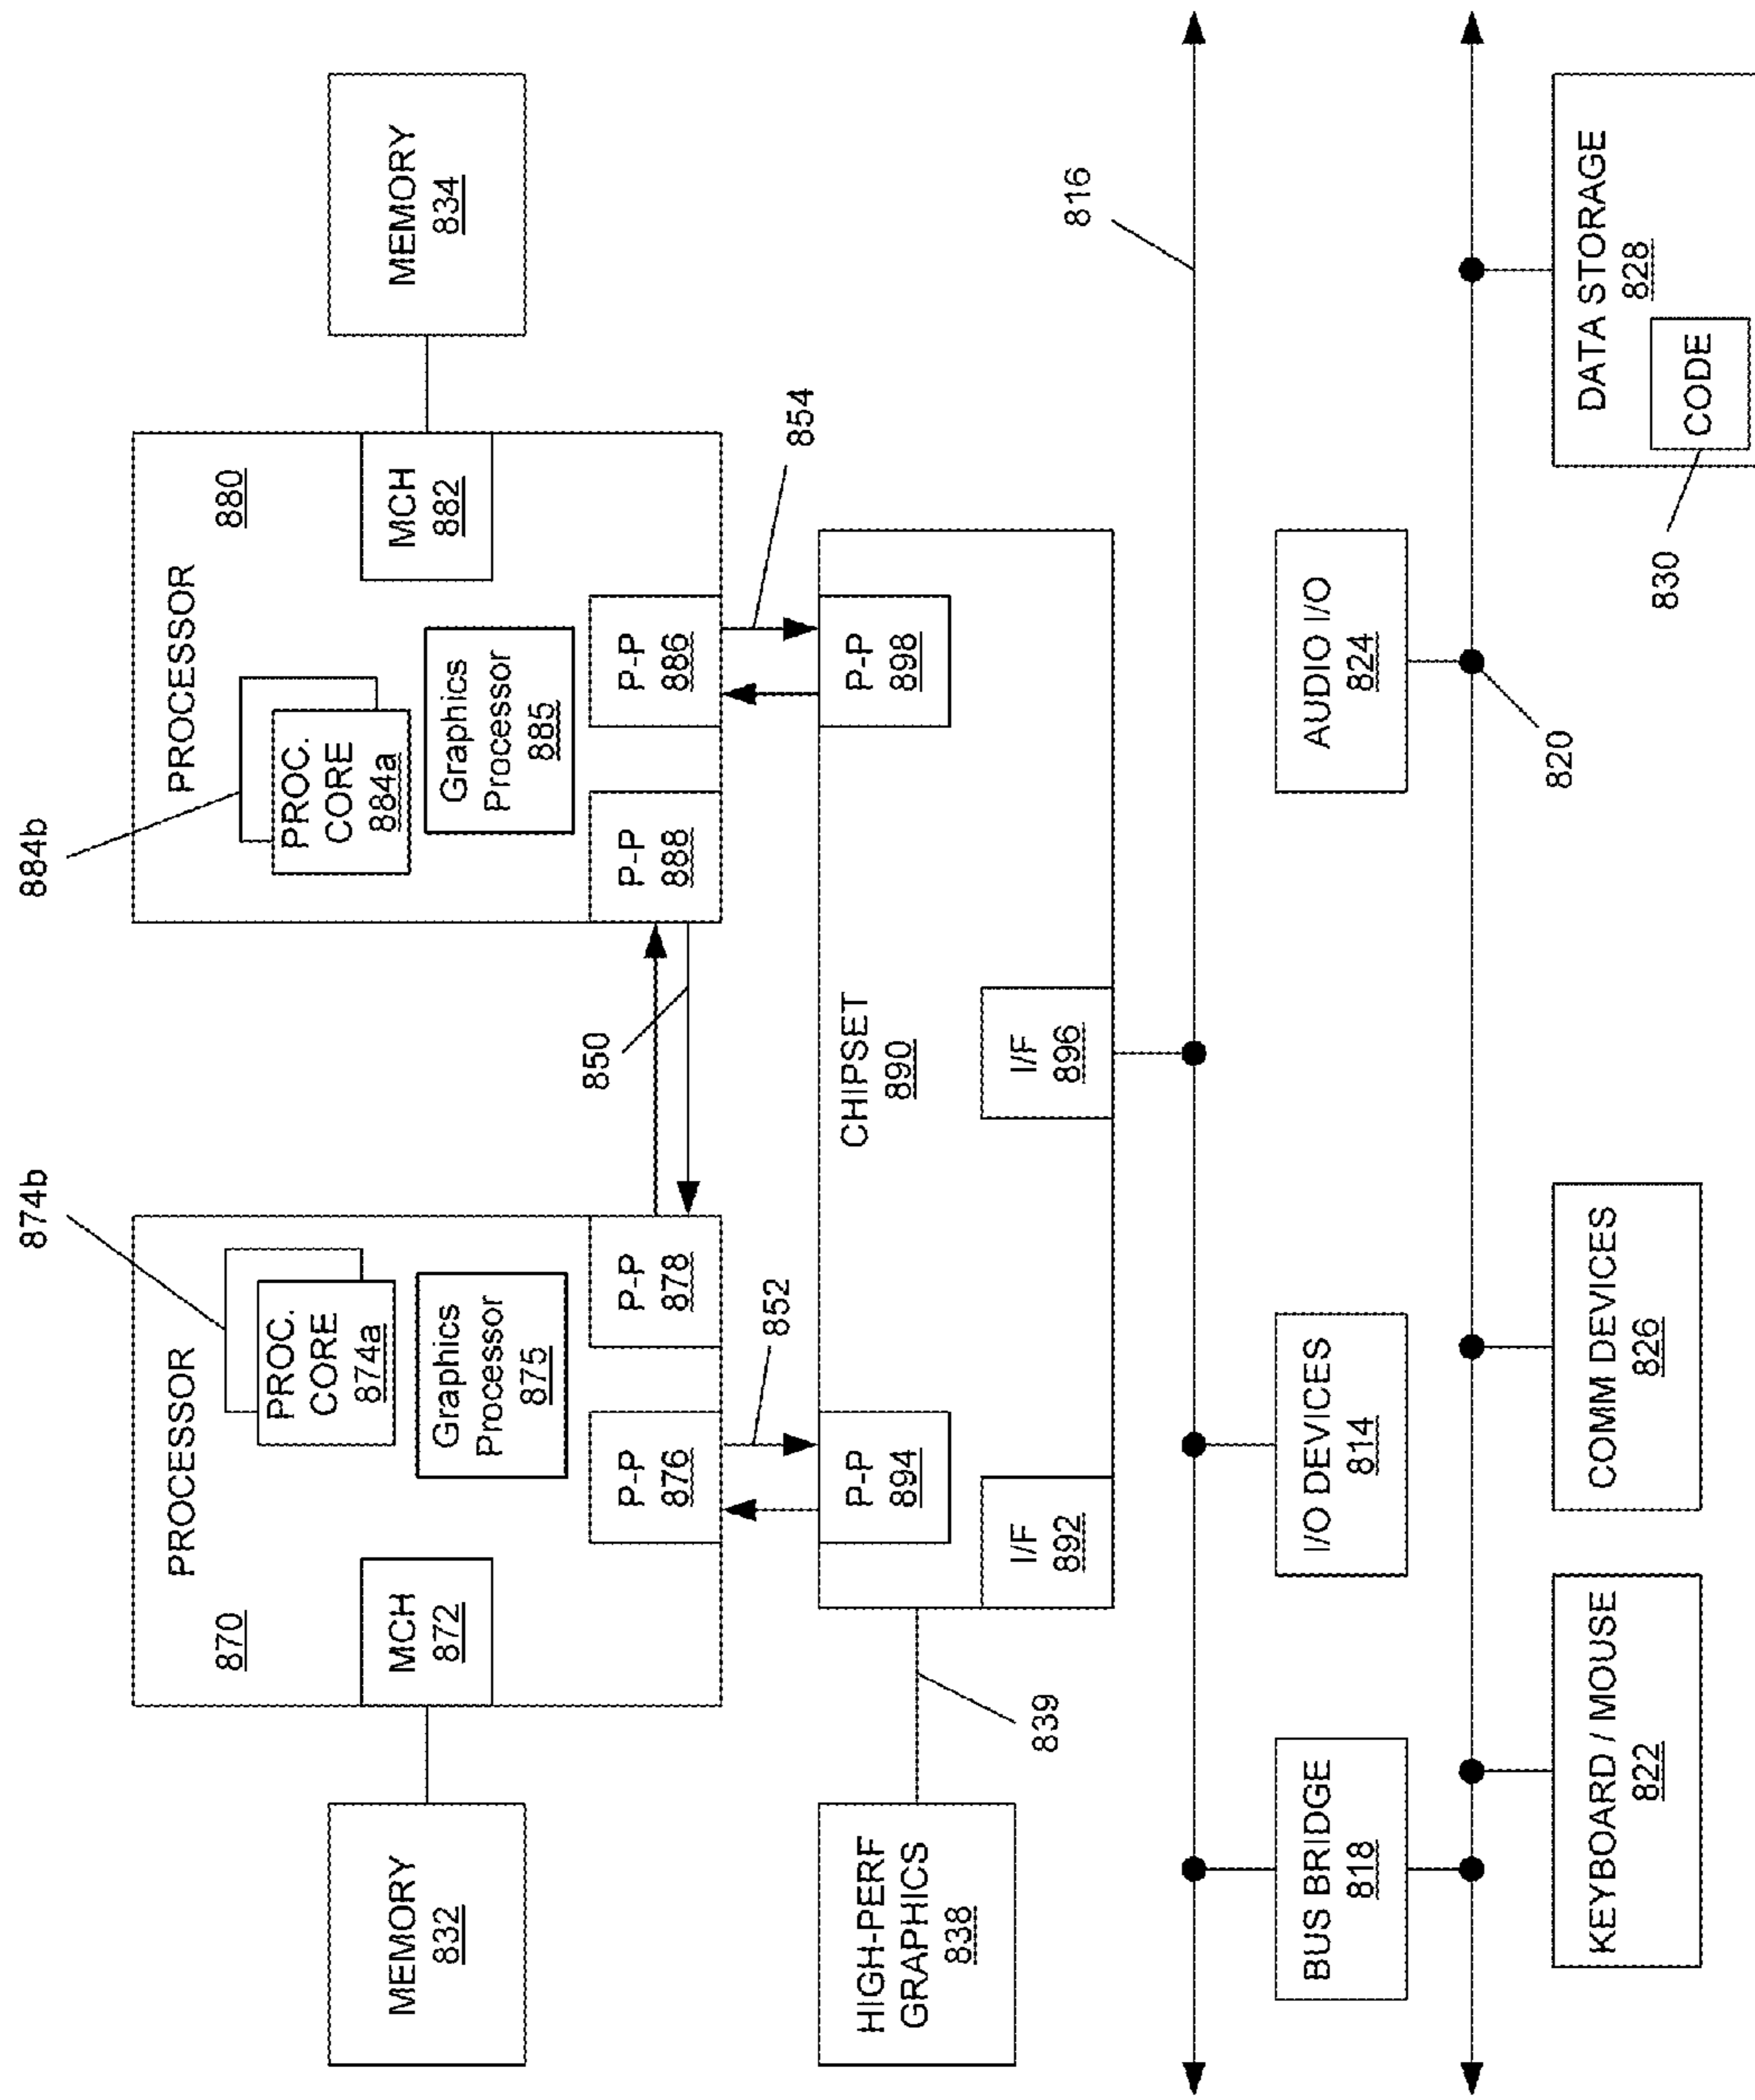 874b
884b
PROCESSOR
870
PROC.
CORE
874a
MCH
872
Graphics
Processor
875
P-P
876
P-P
878
PROCESSOR
880
PROC.
CORE
884a
Graphics
Processor
885
MCH
882
P-P
888
P-P
886
MEMORY
832
MEMORY
834
850
852
854
HIGH-PERF
GRAPHICS
838
839
P-P
894
CHIPSET
890
P-P
898
I/F
892
I/F
896
816
BUS BRIDGE
818
I/O DEVICES
814
AUDIO I/O
824
820
KEYBOARD / MOUSE
822
COMM DEVICES
826
DATA STORAGE
828
CODE
830